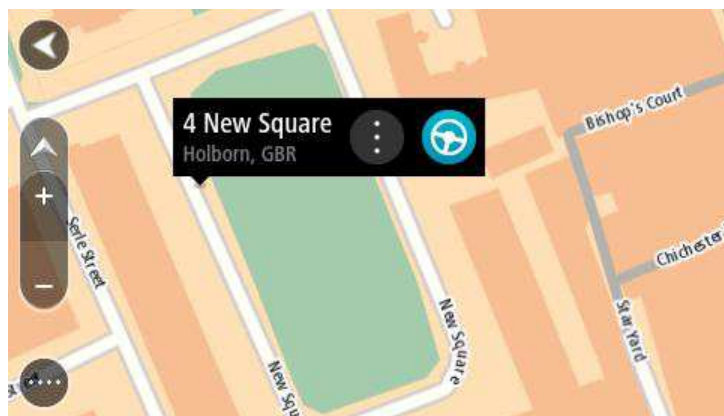 4 New Square
Holborn, GBR
Bishop's Court
Serle Street
Chichester
New Square
Star Yard
New Squ